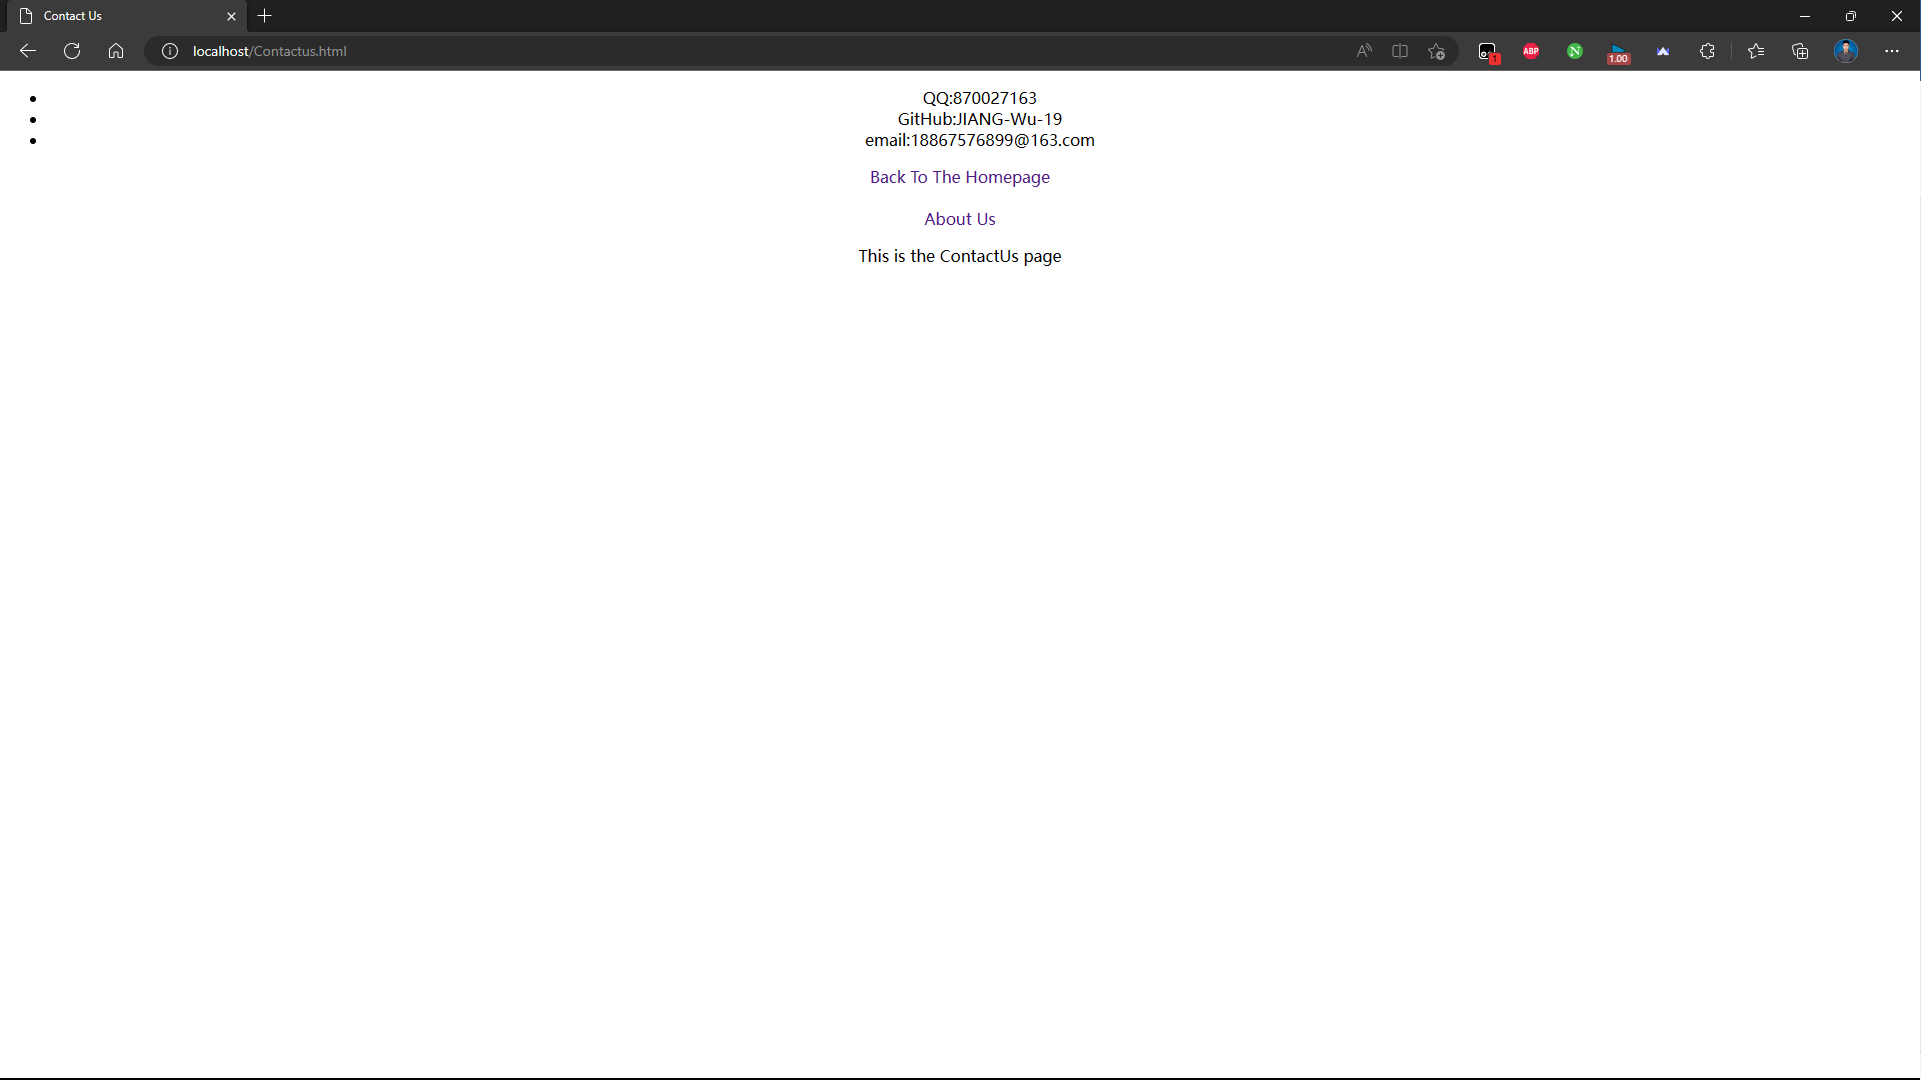 Contact Us
localhost/Contactus.html
A
1
ABP
N
1.00
QQ:870027163
GitHub:JIANG-Wu-19
email:18867576899@163.com
Back To The Homepage
About Us
This is the ContactUs page